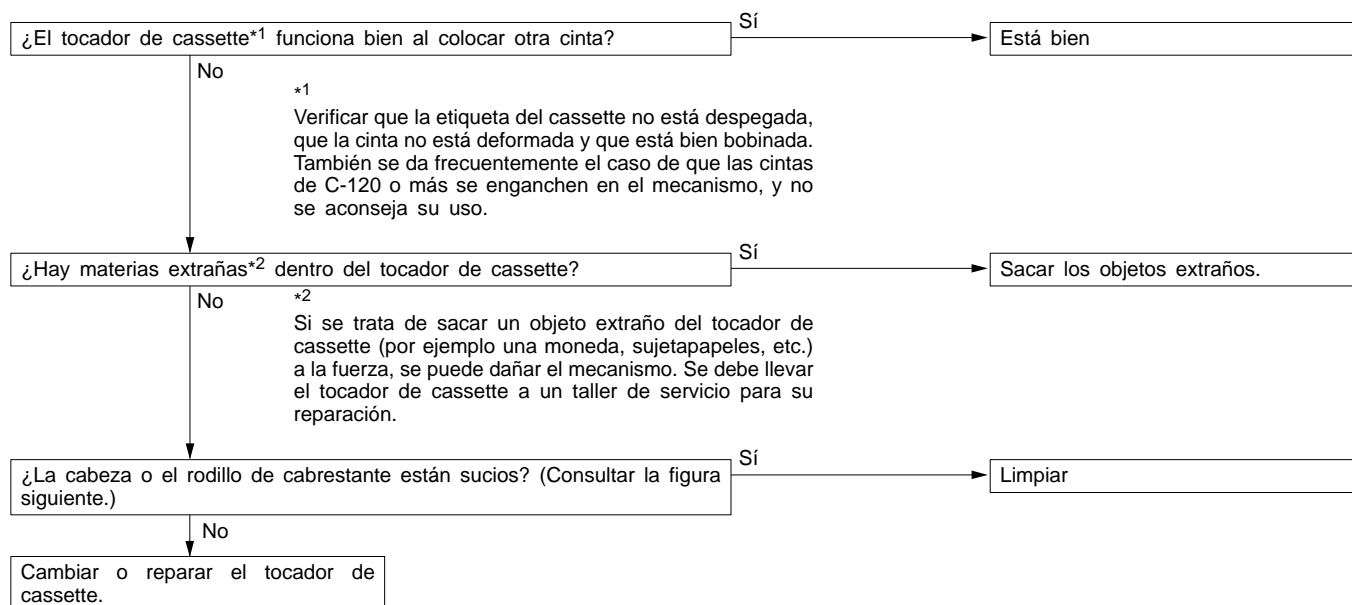 ¿El tocador de cassette*1 funciona bien al colocar otra cinta?
Sí
Está bien
No
*1
Verificar que la etiqueta del cassette no está despegada,
que la cinta no está deformada y que está bien bobinada.
También se da frecuentemente el caso de que las cintas
de C-120 o más se enganchen en el mecanismo, y no
se aconseja su uso.
¿Hay materias extrañas*2 dentro del tocador de cassette?
Sí
Sacar los objetos extraños.
No
*2
Si se trata de sacar un objeto extraño del tocador de
cassette (por ejemplo una moneda, sujetapapeles, etc.)
a la fuerza, se puede dañar el mecanismo. Se debe llevar
el tocador de cassette a un taller de servicio para su
reparación.
¿La cabeza o el rodillo de cabrestante están sucios? (Consultar la figura
siguiente.)
Sí
Limpiar
No
Cambiar o reparar el tocador de
cassette.